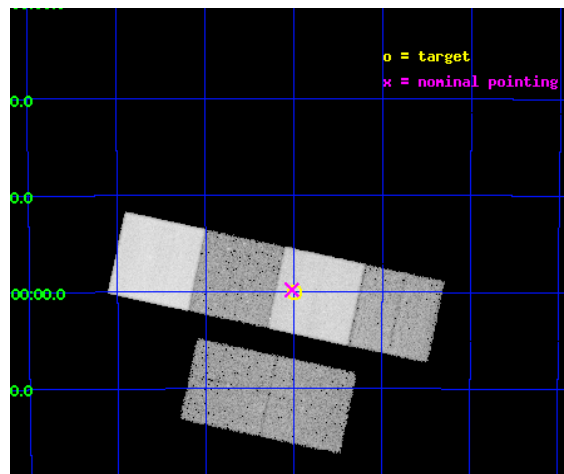 o = target
x = nominal pointing
0.0
0.0
00:00.0
0.0